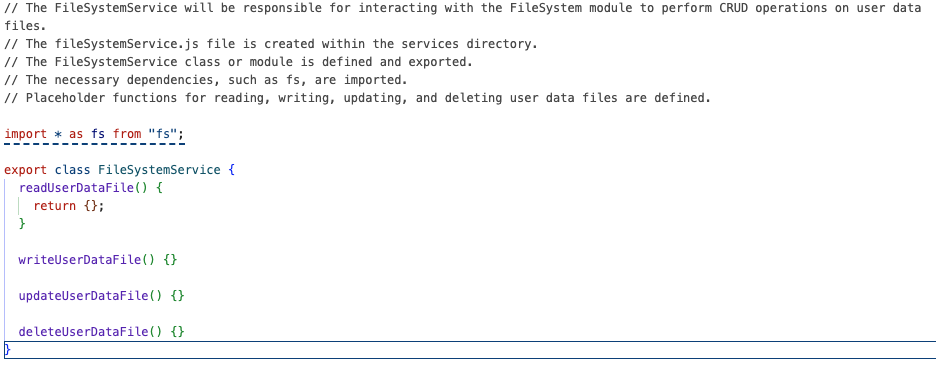 // The FileSystemService will be responsible for interacting with the FileSystem module to perform CRUD operations on user data
files.
// The fileSystemService.js file is created within the services directory.
// The FileSystemService class or module is defined and exported.
// The necessary dependencies, such as fs, are imported.
// Placeholder functions for reading, writing, updating, and deleting user data files are defined.

import * as fs from "fs";

export class FileSystemService {
  readUserDataFile() {
    return {};
  }

  writeUserDataFile() {}

  updateUserDataFile() {}

  deleteUserDataFile() {}
}